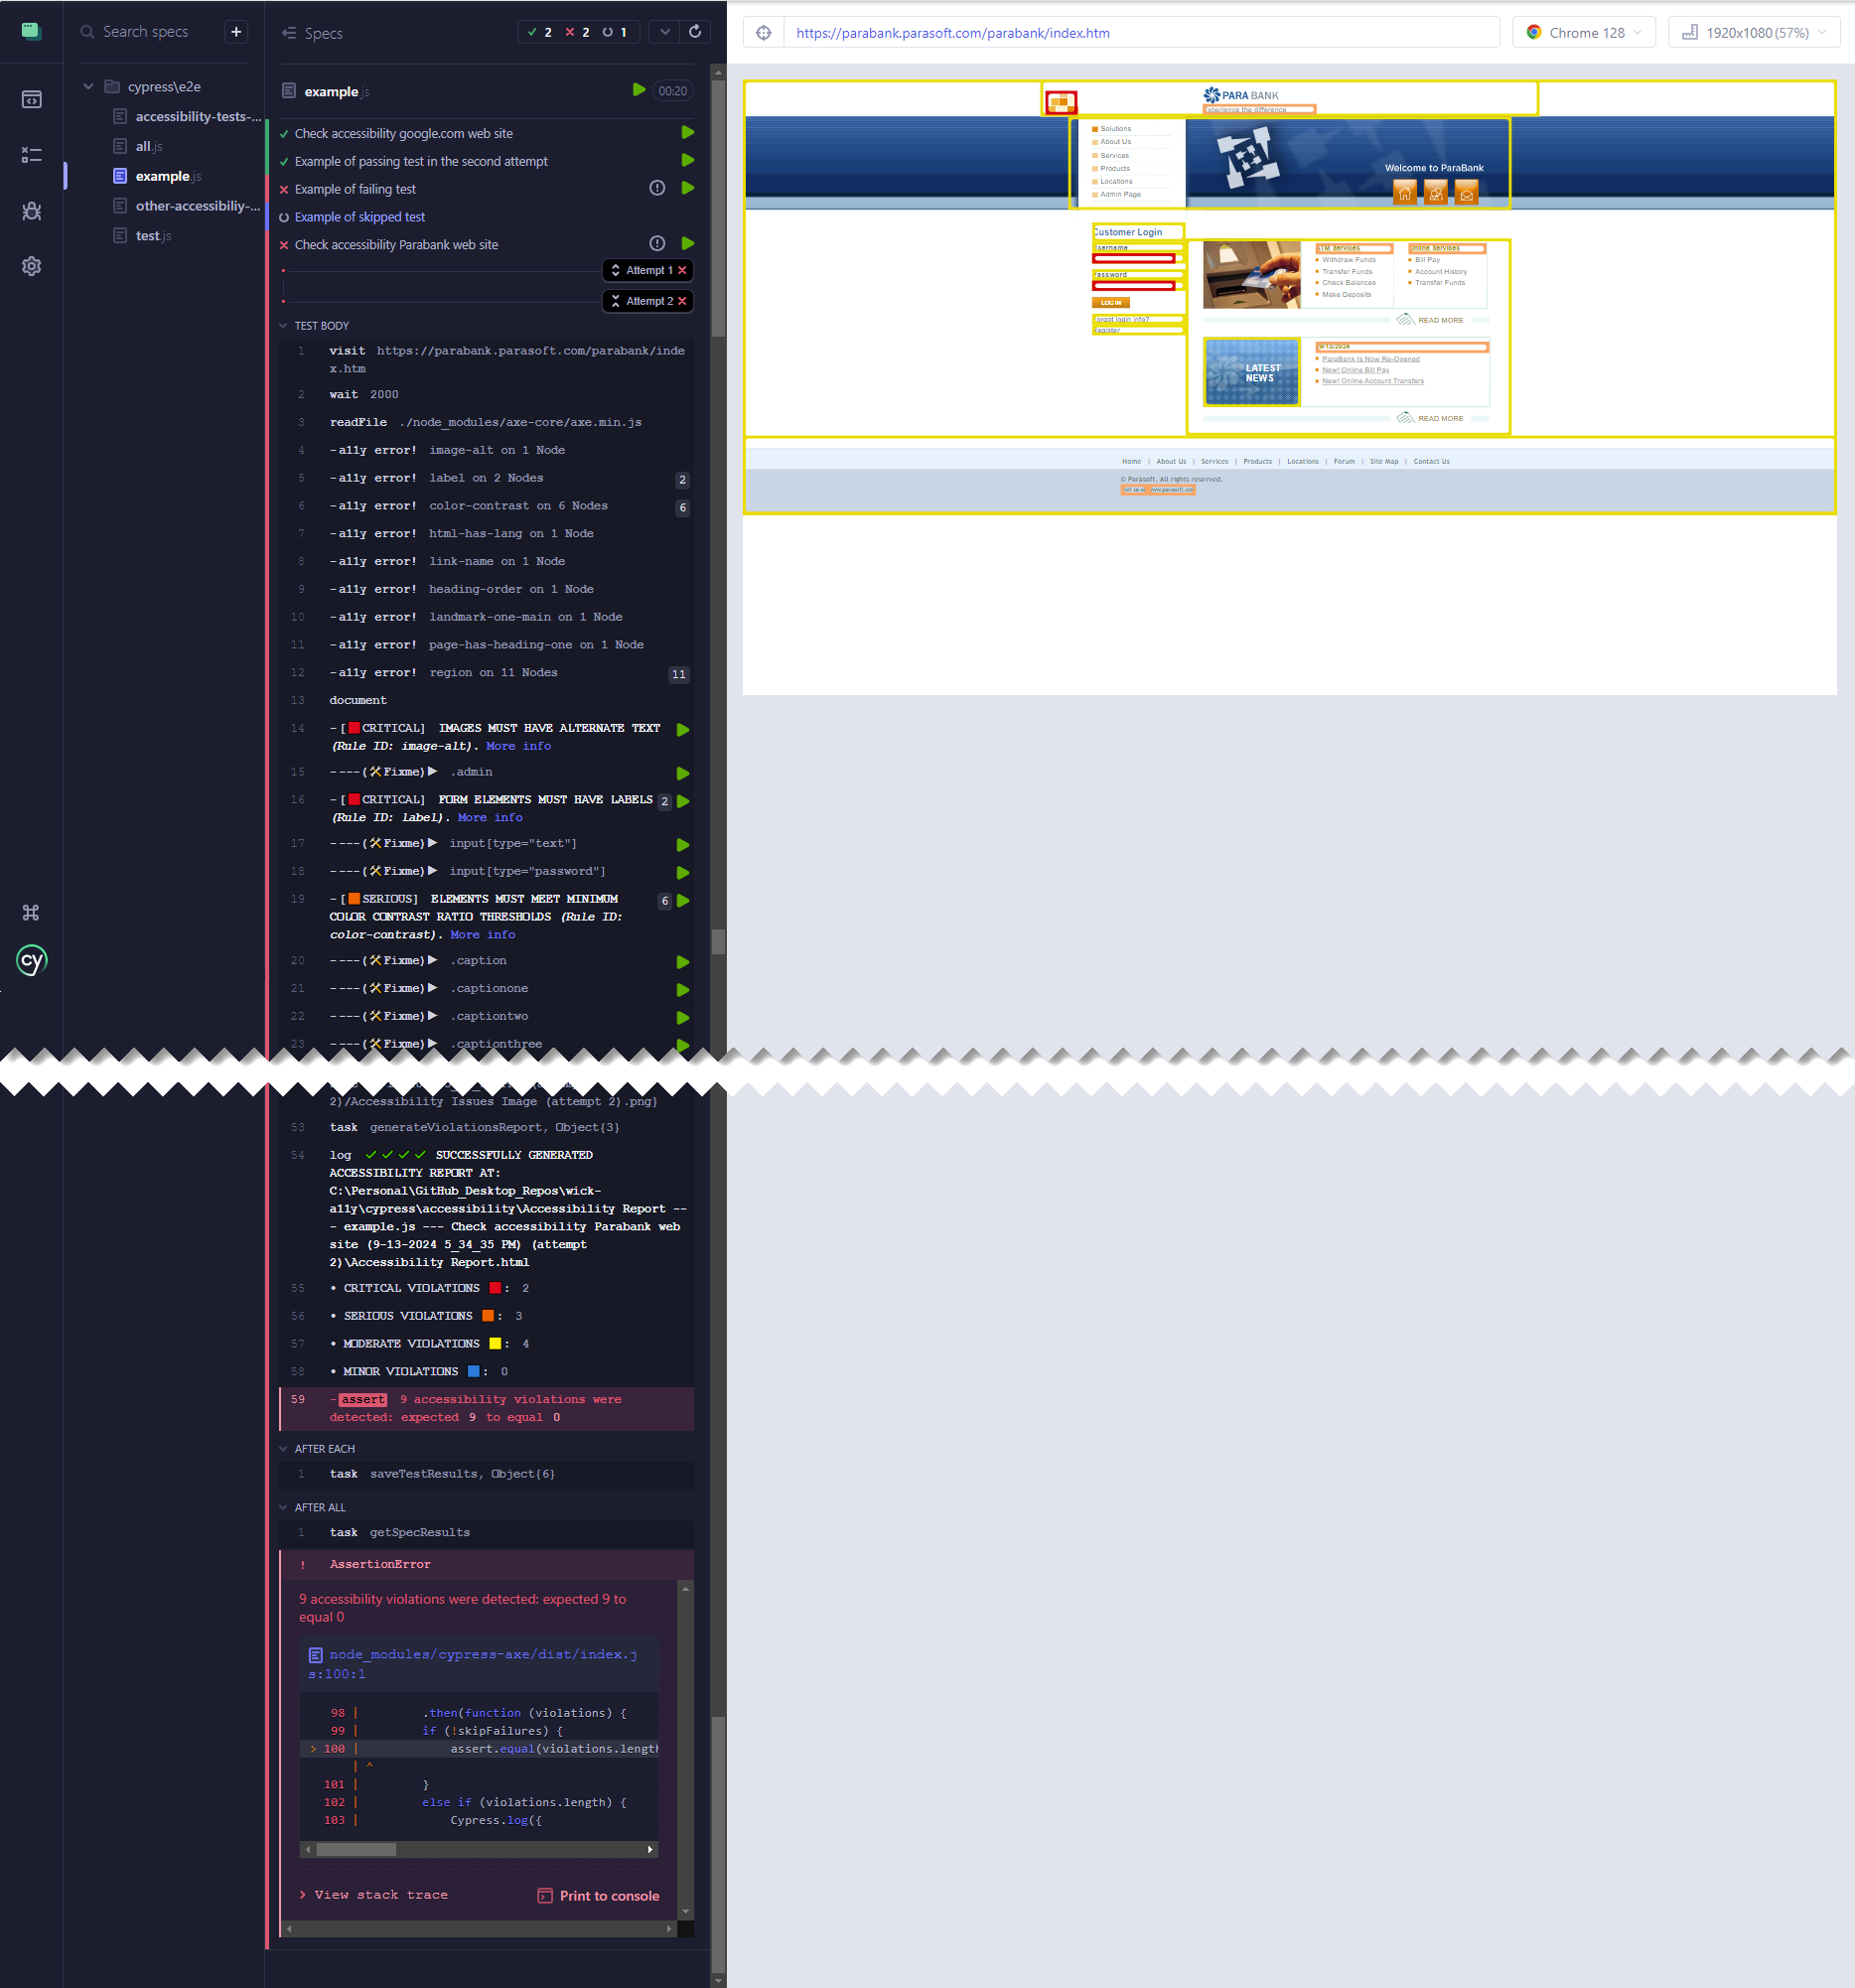 Search specs
+
Specs
2
2
1
https://parabank.parasoft.com/parabank/index.htm
Chrome 128
1920x1080 (57%)
cypress\e2e
accessibility-tests-...
all.js
example.js
other-accessibiliy-...
test.js
example.js
00:20
Check accessibility google.com web site
Example of passing test in the second attempt
Example of failing test
Example of skipped test
Check accessibility Parabank web site
Attempt 1
Attempt 2
TEST BODY
1 visit https://parabank.parasoft.com/parabank/inde
x.htm
2 wait 2000
3 readFile ./node_modules/axe-core/axe.min.js
4 -a11y error! image-alt on 1 Node
5 -a11y error! label on 2 Nodes 2
6 -a11y error! color-contrast on 6 Nodes 6
7 -a11y error! html-has-lang on 1 Node
8 -a11y error! link-name on 1 Node
9 -a11y error! heading-order on 1 Node
10 -a11y error! landmark-one-main on 1 Node
11 -a11y error! page-has-heading-one on 1 Node
12 -a11y error! region on 11 Nodes 11
13 document
14 -[CRITICAL] IMAGES MUST HAVE ALTERNATE TEXT
(Rule ID: image-alt). More info
15 ----(Fixme) .admin
16 -[CRITICAL] FORM ELEMENTS MUST HAVE LABELS 2
(Rule ID: label). More info
17 ----(Fixme) input[type="text"]
18 ----(Fixme) input[type="password"]
19 -[SERIOUS] ELEMENTS MUST MEET MINIMUM 6
COLOR CONTRAST RATIO THRESHOLDS (Rule ID:
color-contrast). More info
20 ----(Fixme) .caption
21 ----(Fixme) .captionone
22 ----(Fixme) .captiontwo
23 ----(Fixme) .captionthree
2)/Accessibility Issues Image (attempt 2).png}
53 task generateViolationsReport, Object{3}
54 log ✓✓✓✓ SUCCESSFULLY GENERATED
ACCESSIBILITY REPORT AT:
C:\Personal\GitHub_Desktop_Repos\wick-
a11y\cypress\accessibility\Accessibility Report --
- example.js --- Check accessibility Parabank web
site (9-13-2024 5_34_35 PM) (attempt
2)\Accessibility Report.html
55 • CRITICAL VIOLATIONS : 2
56 • SERIOUS VIOLATIONS : 3
57 • MODERATE VIOLATIONS : 4
58 • MINOR VIOLATIONS : 0
59 -assert 9 accessibility violations were
detected: expected 9 to equal 0
AFTER EACH
1 task saveTestResults, Object{6}
AFTER ALL
1 task getSpecResults
! AssertionError
9 accessibility violations were detected: expected 9 to
equal 0
node_modules/cypress-axe/dist/index.j
s:100:1
98 | .then(function (violations) {
99 | if (!skipFailures) {
> 100 | assert.equal(violations.length
| ^
101 | }
102 | else if (violations.length) {
103 | Cypress.log({
View stack trace
Print to console
cy
PARA BANK
Experience the difference
Solutions
About Us
Services
Products
Locations
Admin Page
Welcome to ParaBank
Customer Login
Username
Password
LOG IN
Forgot login info?
Register
ATM Services
Withdraw Funds
Transfer Funds
Check Balances
Make Deposits
Online Services
Bill Pay
Account History
Transfer Funds
READ MORE
LATEST
NEWS
9/13/2024
ParaBank Is Now Re-Opened
New! Online Bill Pay
New! Online Account Transfers
READ MORE
Home | About Us | Services | Products | Locations | Forum | Site Map | Contact Us
© Parasoft. All rights reserved.
Visit us at: www.parasoft.com